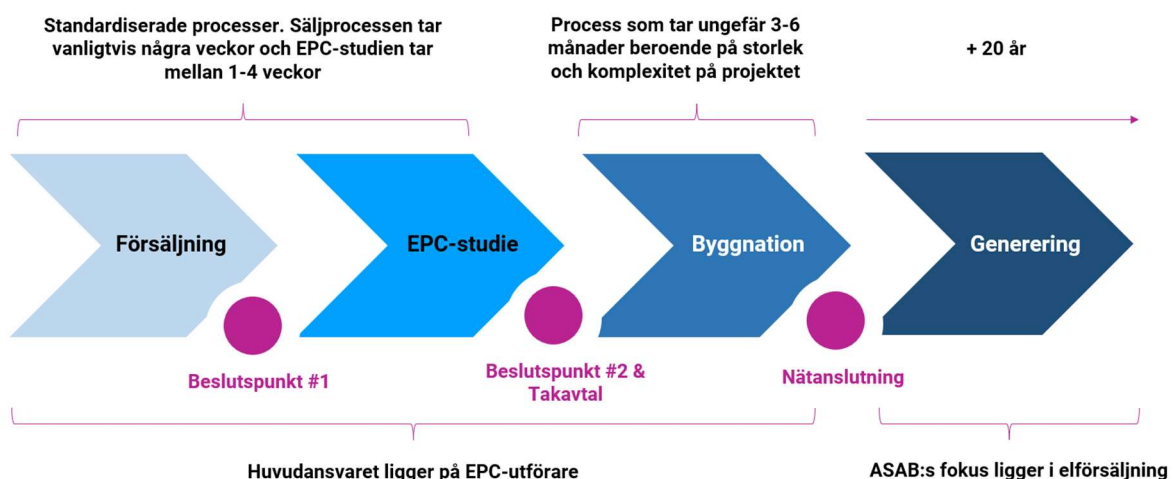 Standardiserade processer. Säljprocessen tar
vanligtvis några veckor och EPC-studien tar
mellan 1-4 veckor
Process som tar ungefär 3-6
månader beroende på storlek
och komplexitet på projektet
+ 20 år
Försäljning
EPC-studie
Byggnation
Generering
Beslutspunkt #1
Beslutspunkt #2 &
Takavtal
Nätanslutning
Huvudansvaret ligger på EPC-utförare
ASAB:s fokus ligger i elförsäljning